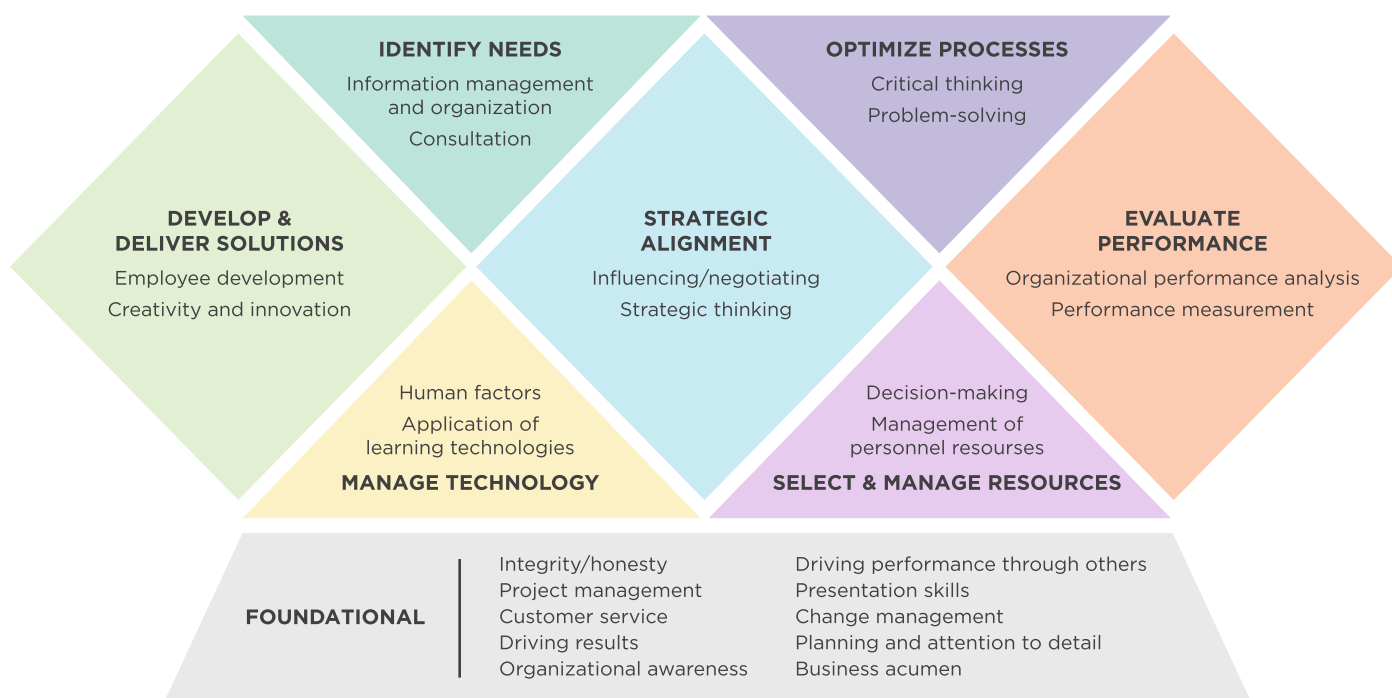 IDENTIFY NEEDS
Information management
and organization
Consultation
OPTIMIZE PROCESSES
Critical thinking
Problem-solving
DEVELOP &
DELIVER SOLUTIONS
Employee development
Creativity and innovation
STRATEGIC
ALIGNMENT
Influencing/negotiating
Strategic thinking
EVALUATE
PERFORMANCE
Organizational performance analysis
Performance measurement
Human factors
Application of
learning technologies
MANAGE TECHNOLOGY
Decision-making
Management of
personnel resourses
SELECT & MANAGE RESOURCES
FOUNDATIONAL
Integrity/honesty
Project management
Customer service
Driving results
Organizational awareness
Driving performance through others
Presentation skills
Change management
Planning and attention to detail
Business acumen